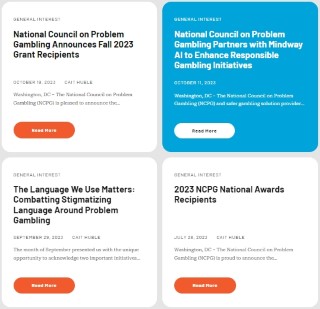 GENERAL INTEREST
National Council on Problem
Gambling Announces Fall 2023
Grant Recipients
OCTOBER 19, 2023 CAIT HUBLE
Washington, DC – The National Council on Problem
Gambling (NCPG) is pleased to announce the...
Read More
GENERAL INTEREST
National Council on Problem
Gambling Partners with Mindway
AI to Enhance Responsible
Gambling Initiatives
OCTOBER 11, 2023
Washington, DC – The National Council on Problem
Gambling (NCPG) and safer gambling solution provider...
Read More
GENERAL INTEREST
The Language We Use Matters:
Combatting Stigmatizing
Language Around Problem
Gambling
SEPTEMBER 29, 2023 CAIT HUBLE
The month of September presented us with the unique
opportunity to acknowledge two important initiatives...
Read More
GENERAL INTEREST
2023 NCPG National Awards
Recipients
JULY 28, 2023 CAIT HUBLE
Washington, DC – The National Council on Problem
Gambling (NCPG) is proud to announce the...
Read More